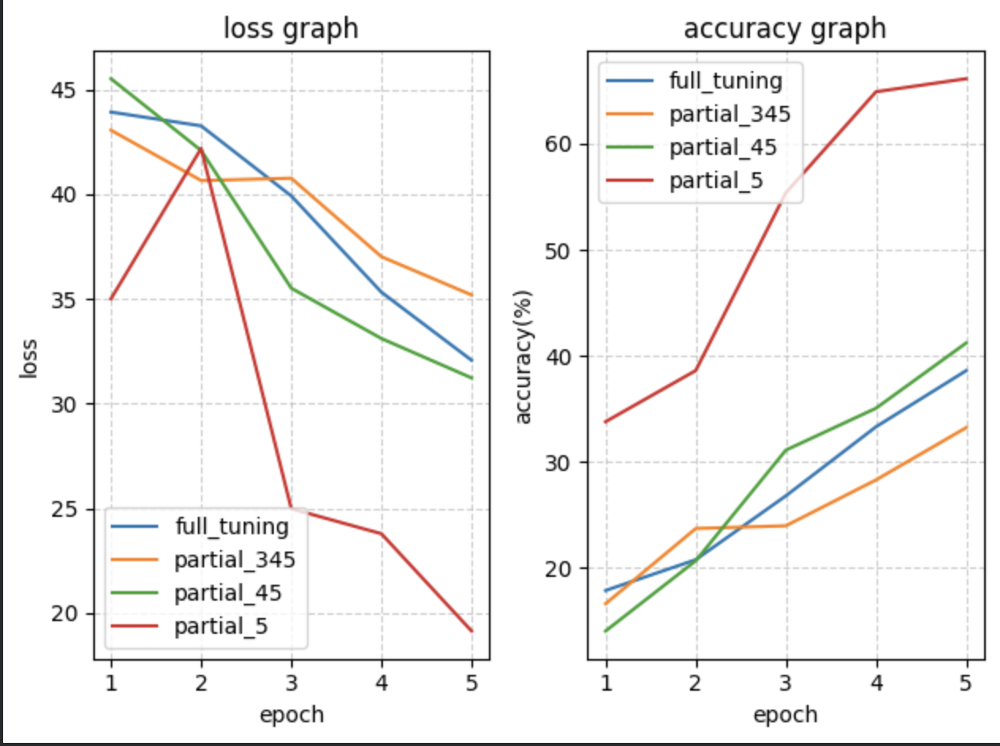 loss graph
45
40
35
30
25
20
loss
full_tuning
partial_345
partial_45
partial_5
1 2 3 4 5
epoch
accuracy graph
60
50
40
30
20
accuracy(%)
full_tuning
partial_345
partial_45
partial_5
1 2 3 4 5
epoch